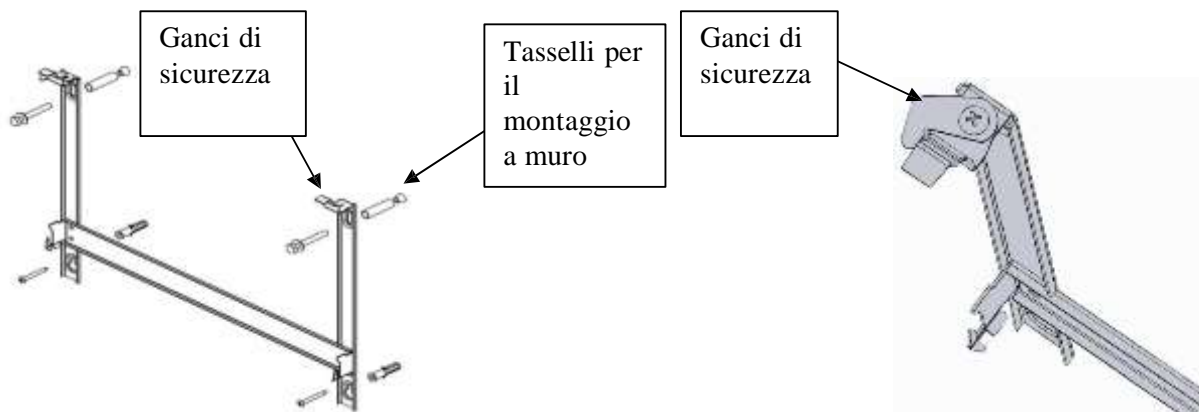 Ganci di
sicurezza
Tasselli per
il
montaggio
a muro
Ganci di
sicurezza